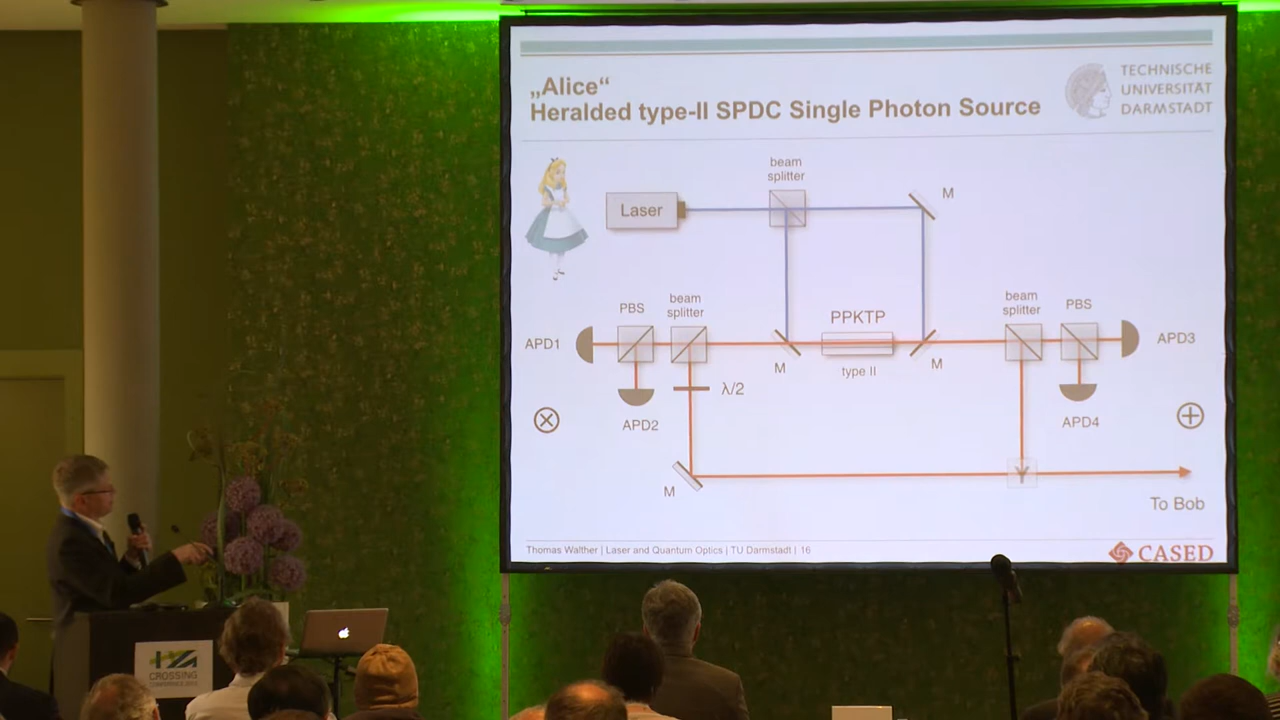 „Alice“
Heralded type-II SPDC Single Photon Source
TECHNISCHE
UNIVERSITÄT
DARMSTADT
beam
splitter
Laser
M
PBS
beam
splitter
PPKTP
beam
splitter
PBS
APD1
M
type II
M
APD3
λ/2
APD2
APD4
M
To Bob
Thomas Walther | Laser and Quantum Optics | TU Darmstadt | 16
CASED
CROSSING